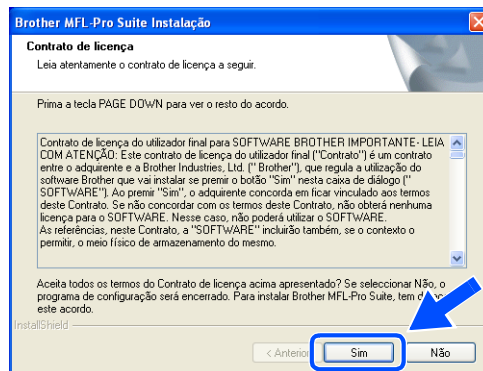 Brother MFL-Pro Suite Instalação
Contrato de licença
Leia atentamente o contrato de licença a seguir.
Prima a tecla PAGE DOWN para ver o resto do acordo.
Contrato de licença do utilizador final para SOFTWARE BROTHER IMPORTANTE- LEIA
COM ATENÇÃO: Este contrato de licença do utilizador final ("Contrato") é um contrato
entre o adquirente e a Brother Industries, Ltd. (" Brother"), que regula a utilização do
software Brother que vai instalar se premir o botão "Sim" nesta caixa de diálogo ("
SOFTWARE"). Ao premir "Sim", o adquirente concorda em ficar vinculado aos termos
deste Contrato. Se não concordar com os termos deste Contrato, não obterá nenhuma
licença para o SOFTWARE. Nesse caso, não poderá utilizar o SOFTWARE.
As referências, neste Contrato, a "SOFTWARE" incluirão também, se o contexto o
permitir, o meio físico de armazenamento do mesmo.
Aceita todos os termos do Contrato de licença acima apresentado? Se seleccionar Não, o
programa de configuração será encerrado. Para instalar Brother MFL-Pro Suite, tem
este acordo.
InstallShield
< Anterior Sim Não